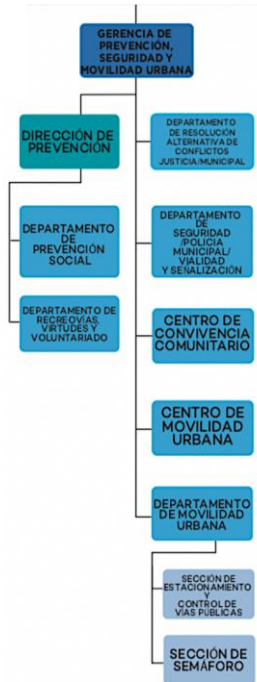 GERENCIA DE
PREVENCIÓN,
SEGURIDAD Y
MOVILIDAD URBANA
DIRECCIÓN DE
PREVENCIÓN
DEPARTAMENTO
DE RESOLUCIÓN
ALTERNATIVA DE
CONFLICTOS
JUSTICIA/MUNICIPAL
DEPARTAMENTO
DE
PREVENCIÓN
SOCIAL
DEPARTAMENTO
DE
SEGURIDAD
/POLICIA
MUNICIPAL/
VIALIDAD
Y SEÑALIZACIÓN
DEPARTAMENTO DE
RECREOVÍAS,
VIRTUDES Y
VOLUNTARIADO
CENTRO DE
CONVIVENCIA
COMUNITARIO
CENTRO DE
MOVILIDAD
URBANA
DEPARTAMENTO
DE MOVILIDAD
URBANA
SECCIÓN DE
ESTACIONAMIENTO
Y
CONTROL DE
VÍAS PÚBLICAS
SECCIÓN DE
SEMÁFORO